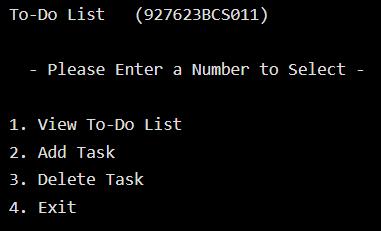 To-Do List (927623BCS011)
- Please Enter a Number to Select -
1. View To-Do List
2. Add Task
3. Delete Task
4. Exit